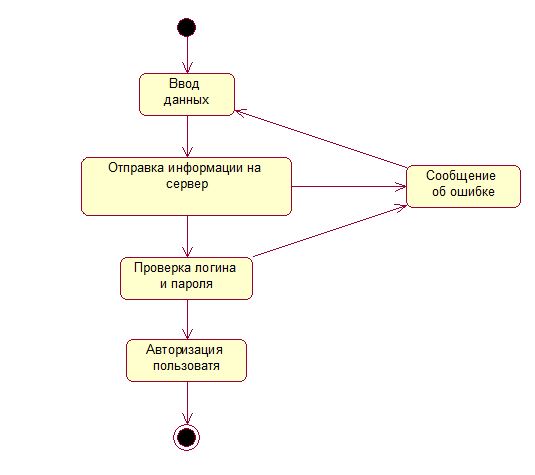 Ввод
данных
Отправка информации на
сервер
Сообщение
об ошибке
Проверка логина
и пароля
Авторизация
пользоватя